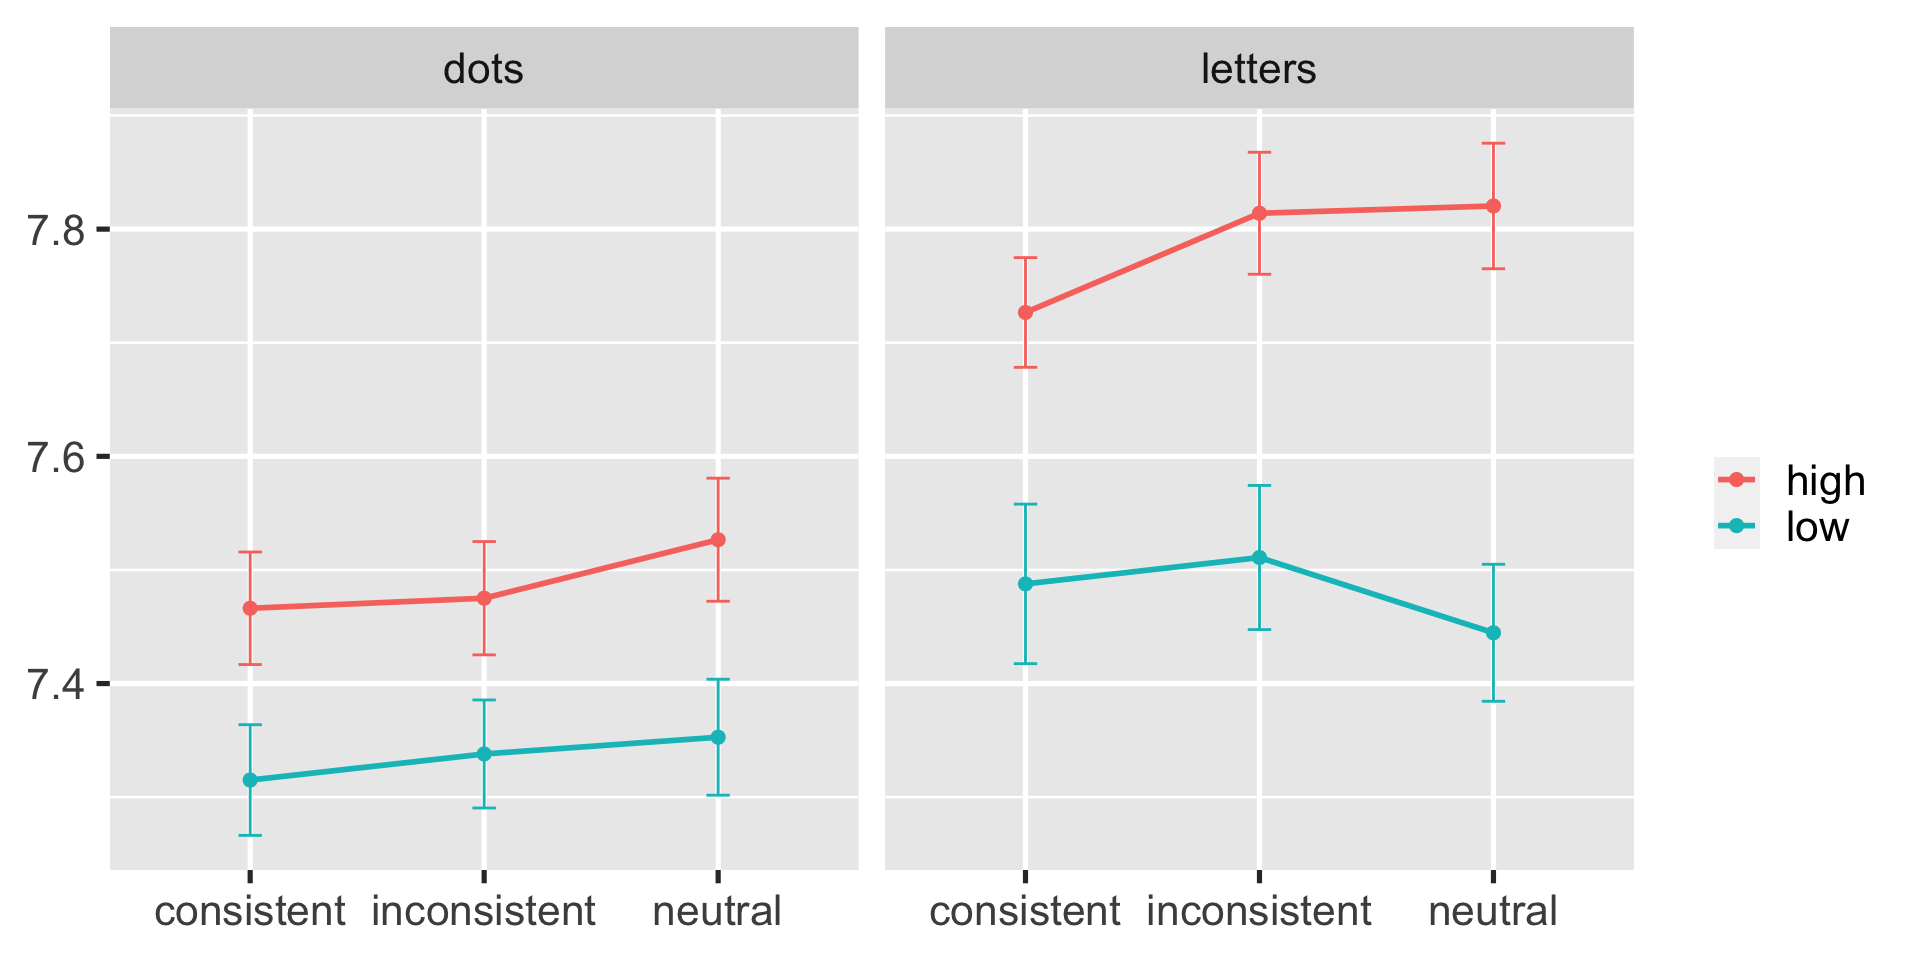 dots
letters
7.8
7.6
7.4
consistent inconsistent neutral
consistent inconsistent neutral
high
low